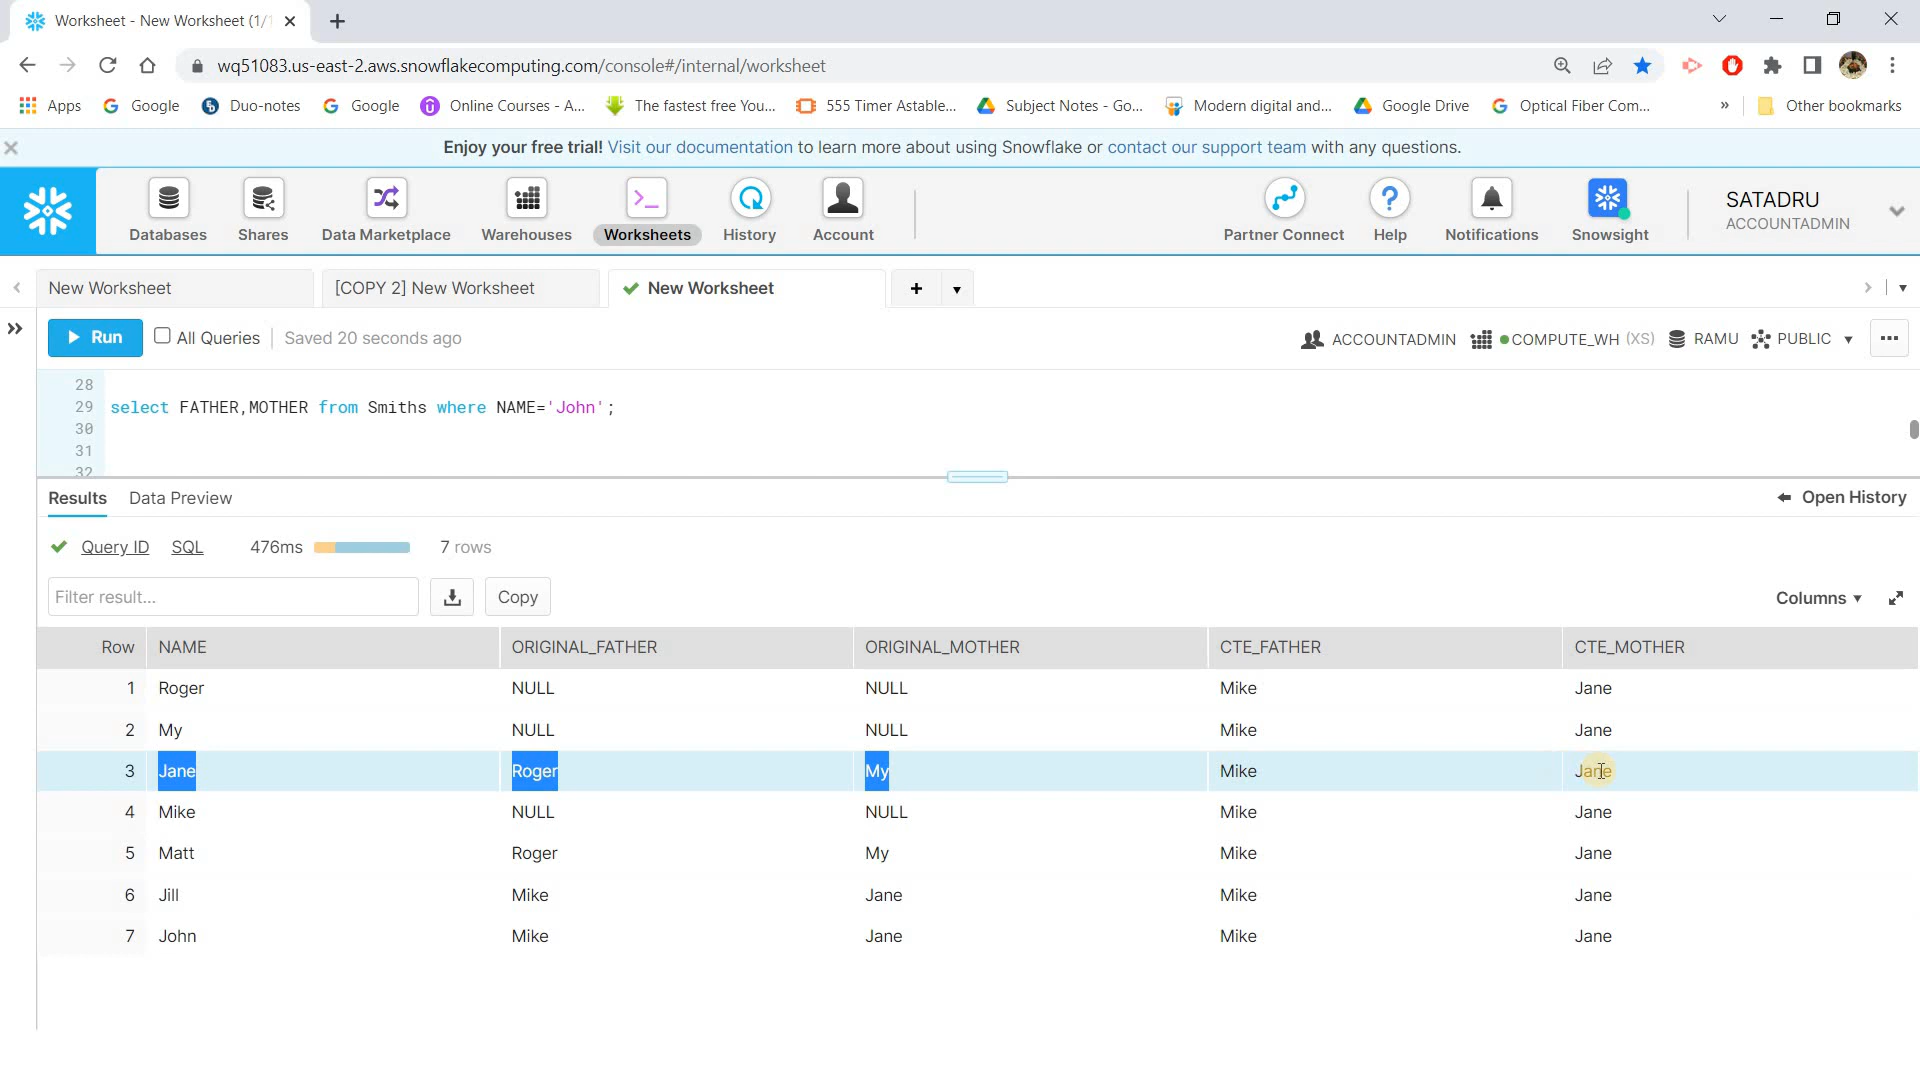 Worksheet - New Worksheet (1/1
wq51083.us-east-2.aws.snowflakecomputing.com/console#/internal/worksheet
Apps Google Duo-notes Google Online Courses - A... The fastest free You... 555 Timer Astable... Subject Notes - Go... Modern digital and... Google Drive Optical Fiber Com... » Other bookmarks
Enjoy your free trial! Visit our documentation to learn more about using Snowflake or contact our support team with any questions.
Databases Shares Data Marketplace Warehouses Worksheets History Account Partner Connect Help Notifications Snowsight SATADRU
ACCOUNTADMIN
New Worksheet [COPY 2] New Worksheet New Worksheet
Run All Queries Saved 20 seconds ago ACCOUNTADMIN COMPUTE_WH (XS) RAMU PUBLIC
28
29 select FATHER,MOTHER from Smiths where NAME='John';
30
31
32
Results Data Preview Open History
Query ID SQL 476ms 7 rows
Filter result... Copy Columns
Row NAME ORIGINAL_FATHER ORIGINAL_MOTHER CTE_FATHER CTE_MOTHER
1 Roger NULL NULL Mike Jane
2 My NULL NULL Mike Jane
3 Jane Roger My Mike Jane
4 Mike NULL NULL Mike Jane
5 Matt Roger My Mike Jane
6 Jill Mike Jane Mike Jane
7 John Mike Jane Mike Jane